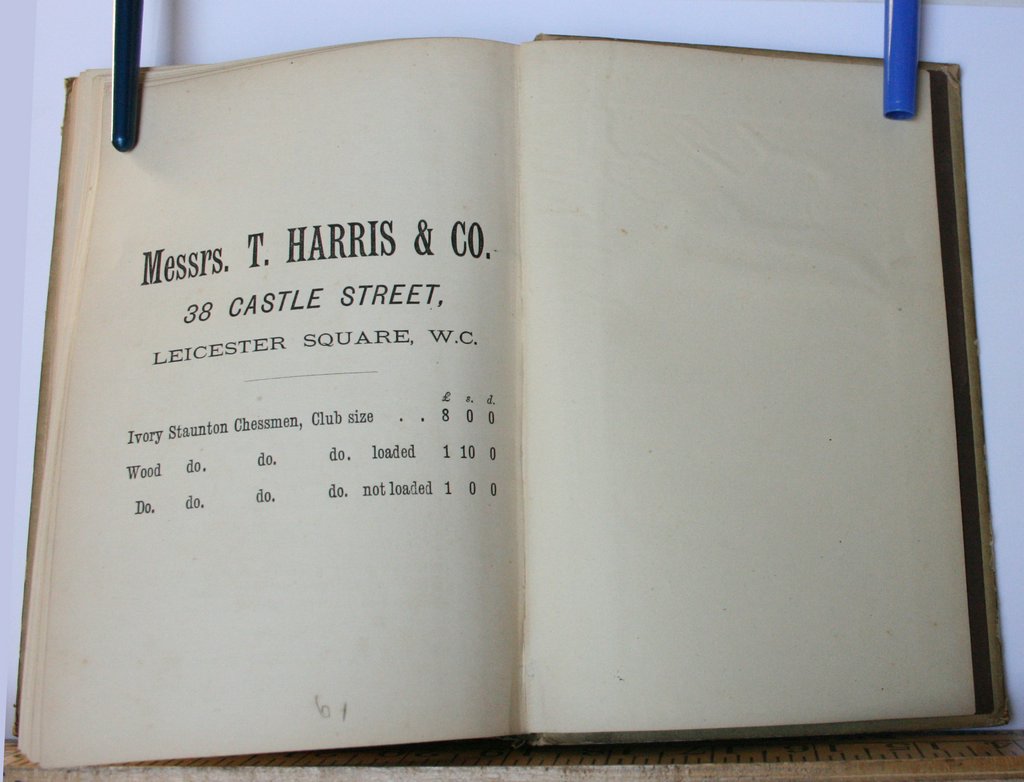 Messrs. T. HARRIS & CO.
38 CASTLE STREET,
LEICESTER SQUARE, W.C.
£ s. d.
Ivory Staunton Chessmen, Club size . . 8 0 0
Wood do. do. do. loaded 1 10 0
Do. do. do. do. not loaded 1 0 0